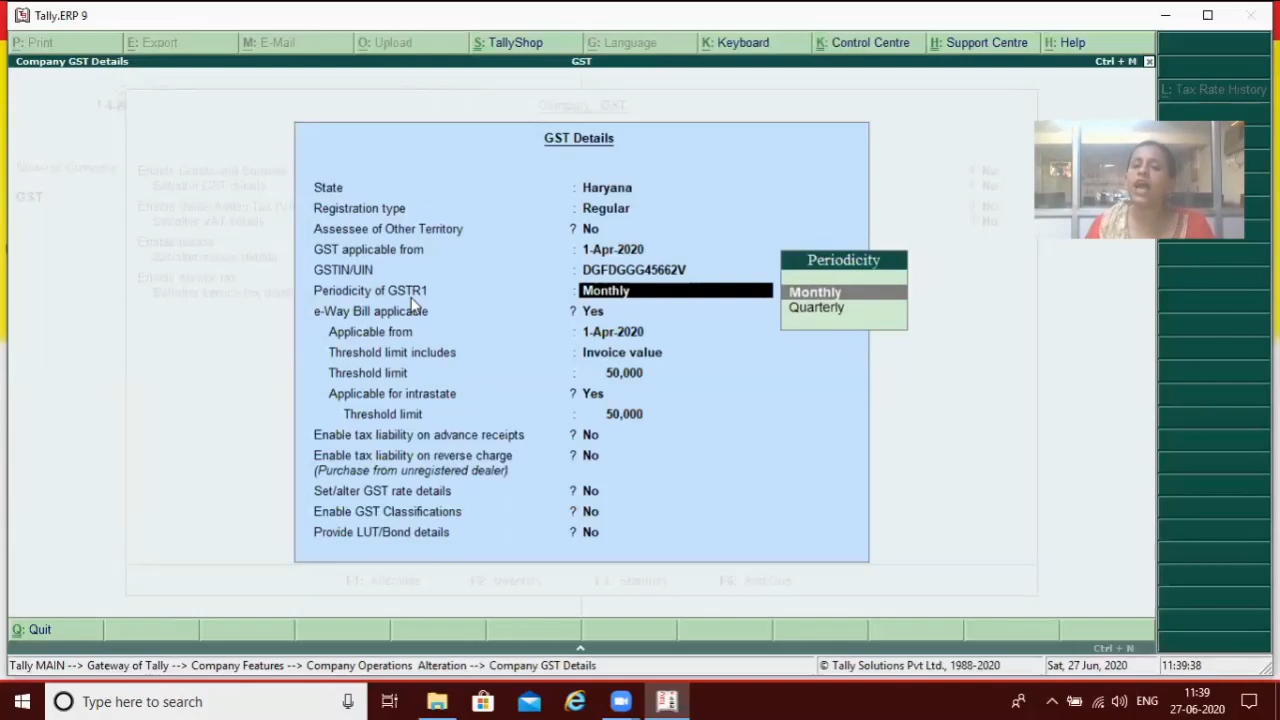 Tally.ERP 9
P: Print E: Export M: E-Mail O: Upload S: TallyShop G: Language K: Keyboard K: Control Centre H: Support Centre H: Help
Company GST Details GST Ctrl + M
L: Tax Rate History
Company GST
GST Details
State : Haryana
Registration type : Regular
GST
Assessee of Other Territory ? No
GST applicable from : 1-Apr-2020
Periodicity
GSTIN/UIN : DGFDGGG45662V
Periodicity of GSTR1 : Monthly
Monthly
Quarterly
e-Way Bill applicable ? Yes
Applicable from : 1-Apr-2020
Threshold limit includes : Invoice value
Threshold limit : 50,000
Applicable for intrastate ? Yes
Threshold limit : 50,000
Enable tax liability on advance receipts ? No
Enable tax liability on reverse charge ? No
(Purchase from unregistered dealer)
Set/alter GST rate details ? No
Enable GST Classifications ? No
Provide LUT/Bond details ? No
Q: Quit
Ctrl + N
Tally MAIN --> Gateway of Tally --> Company Features --> Company Operations Alteration --> Company GST Details © Tally Solutions Pvt Ltd., 1988-2020 Sat, 27 Jun, 2020 11:39:38
Type here to search ENG 11:39
27-06-2020